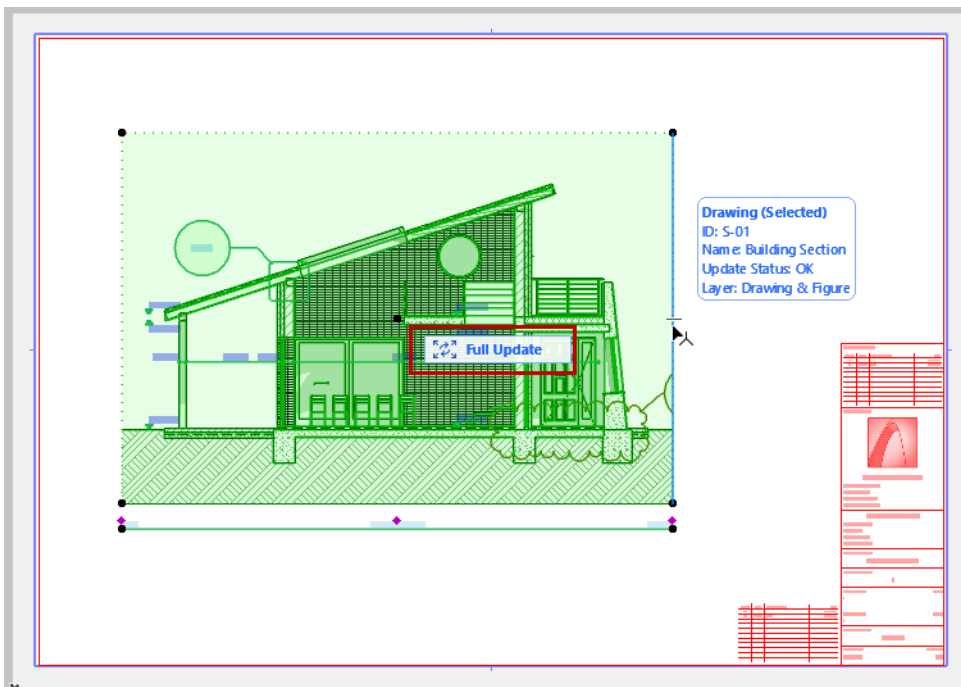 Drawing (Selected)
ID: S-01
Name: Building Section
Update Status: OK
Layer: Drawing & Figure
Full Update